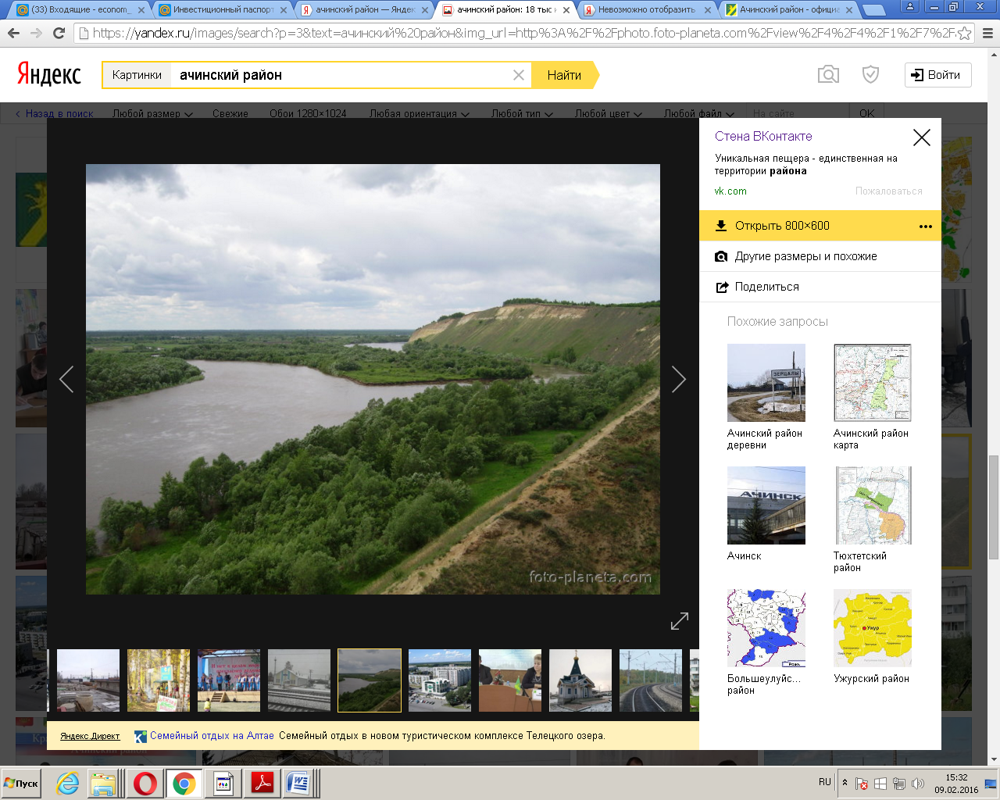 (33) Входящие - econom_
Инвестиционный паспорт
ачинский район — Яндек
ачинский район: 18 тыс и
Невозможно отобразить
Ачинский район - официа
https://yandex.ru/images/search?p=3&text=ачинский%20район&img_url=http%3A%2F%2Fphoto.foto-planeta.com%2Fview%2F4%2F4%2F1%2F7%2F
Яндекс
Картинки
ачинский район
Найти
Войти
Назад в поиск
Любой размер
Свежие
Обои 1280×1024
Любая ориентация
Любой тип
Любой цвет
Любой файл
На сайте
OK
Стена ВКонтакте
Уникальная пещера - единственная на
территории района
vk.com
Пожаловаться
Открыть 800×600
Другие размеры и похожие
Поделиться
Похожие запросы
ЗЕРЦАЛЫ
Ачинский район
деревни
Ачинский район
карта
АЧИНСК
Ачинск
Тюхтетский
район
Ужур
Большеулуйс...
район
Ужурский район
foto-planeta.com
Яндекс.Директ
Семейный отдых на Алтае
Семейный отдых в новом туристическом комплексе Телецкого озера.
Ачинский район
Пуск
RU
15:32
09.02.2016